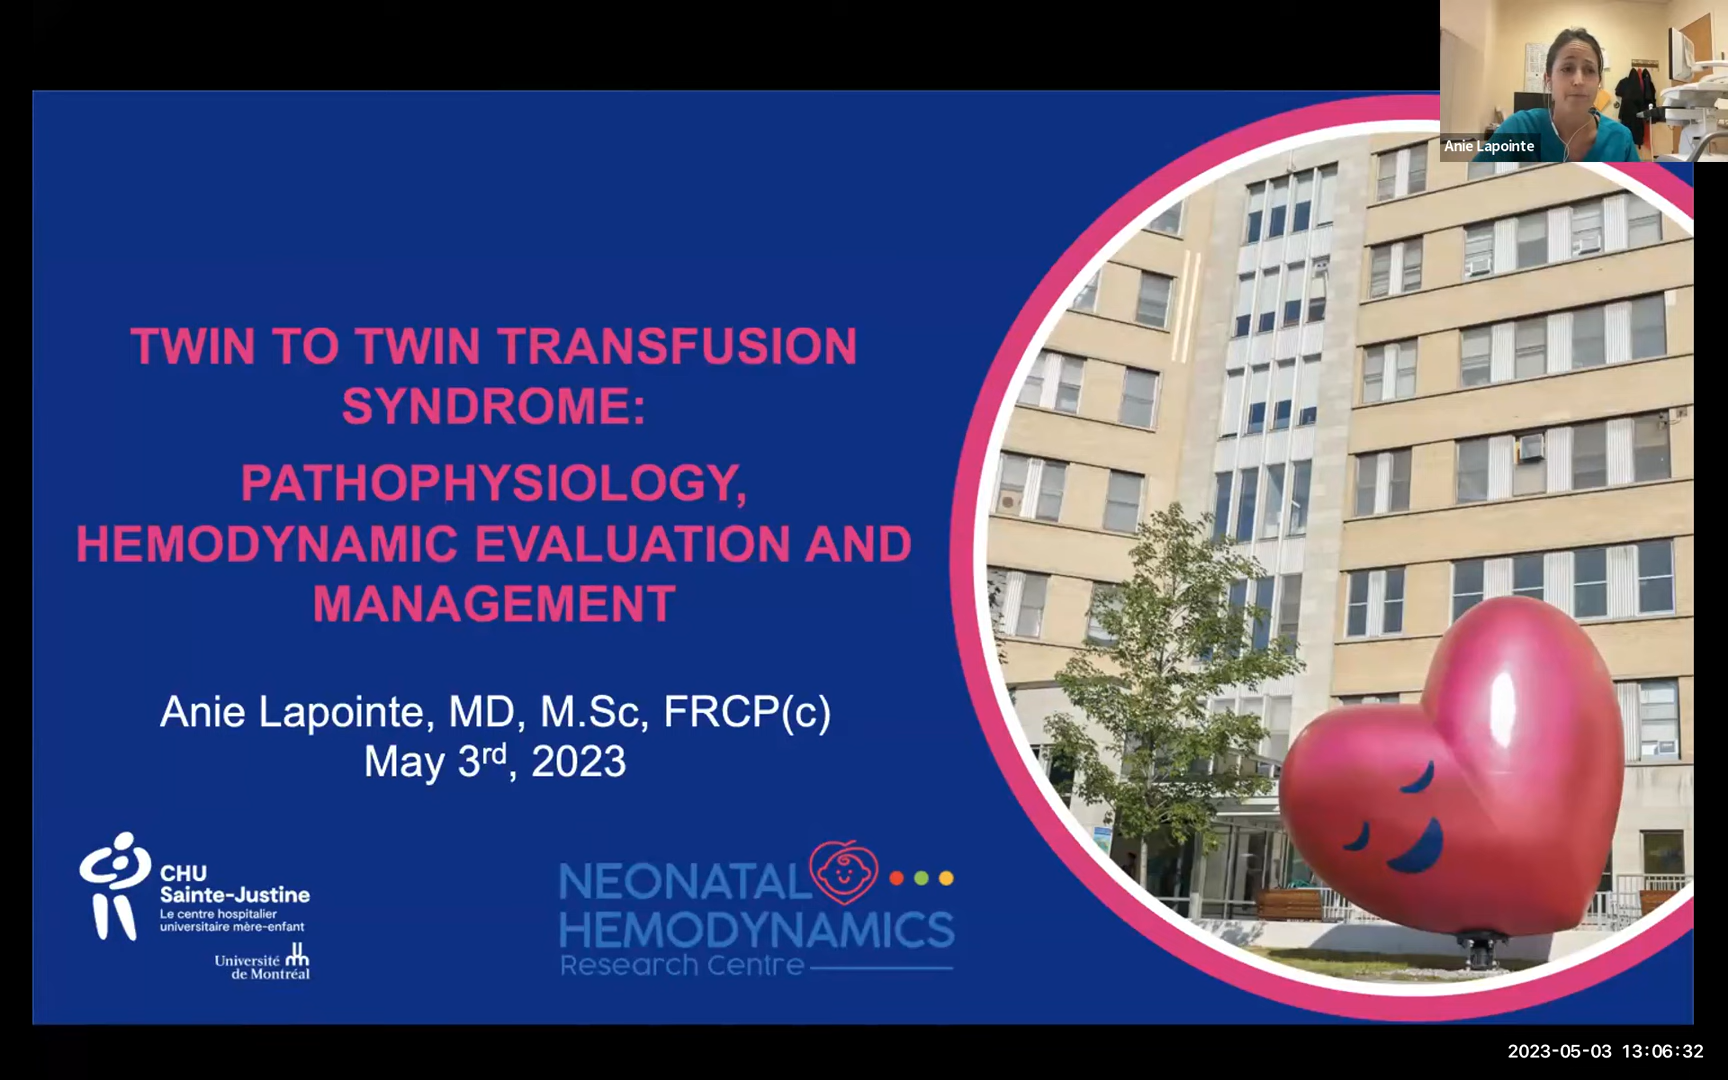 Anie Lapointe
TWIN TO TWIN TRANSFUSION
SYNDROME:
PATHOPHYSIOLOGY,
HEMODYNAMIC EVALUATION AND
MANAGEMENT
Anie Lapointe, MD, M.Sc, FRCP(c)
May 3rd, 2023
CHU
Sainte-Justine
Le centre hospitalier
universitaire mère-enfant
Université
de Montréal
NEONATAL
HEMODYNAMICS
Research Centre
2023-05-03 13:06:32